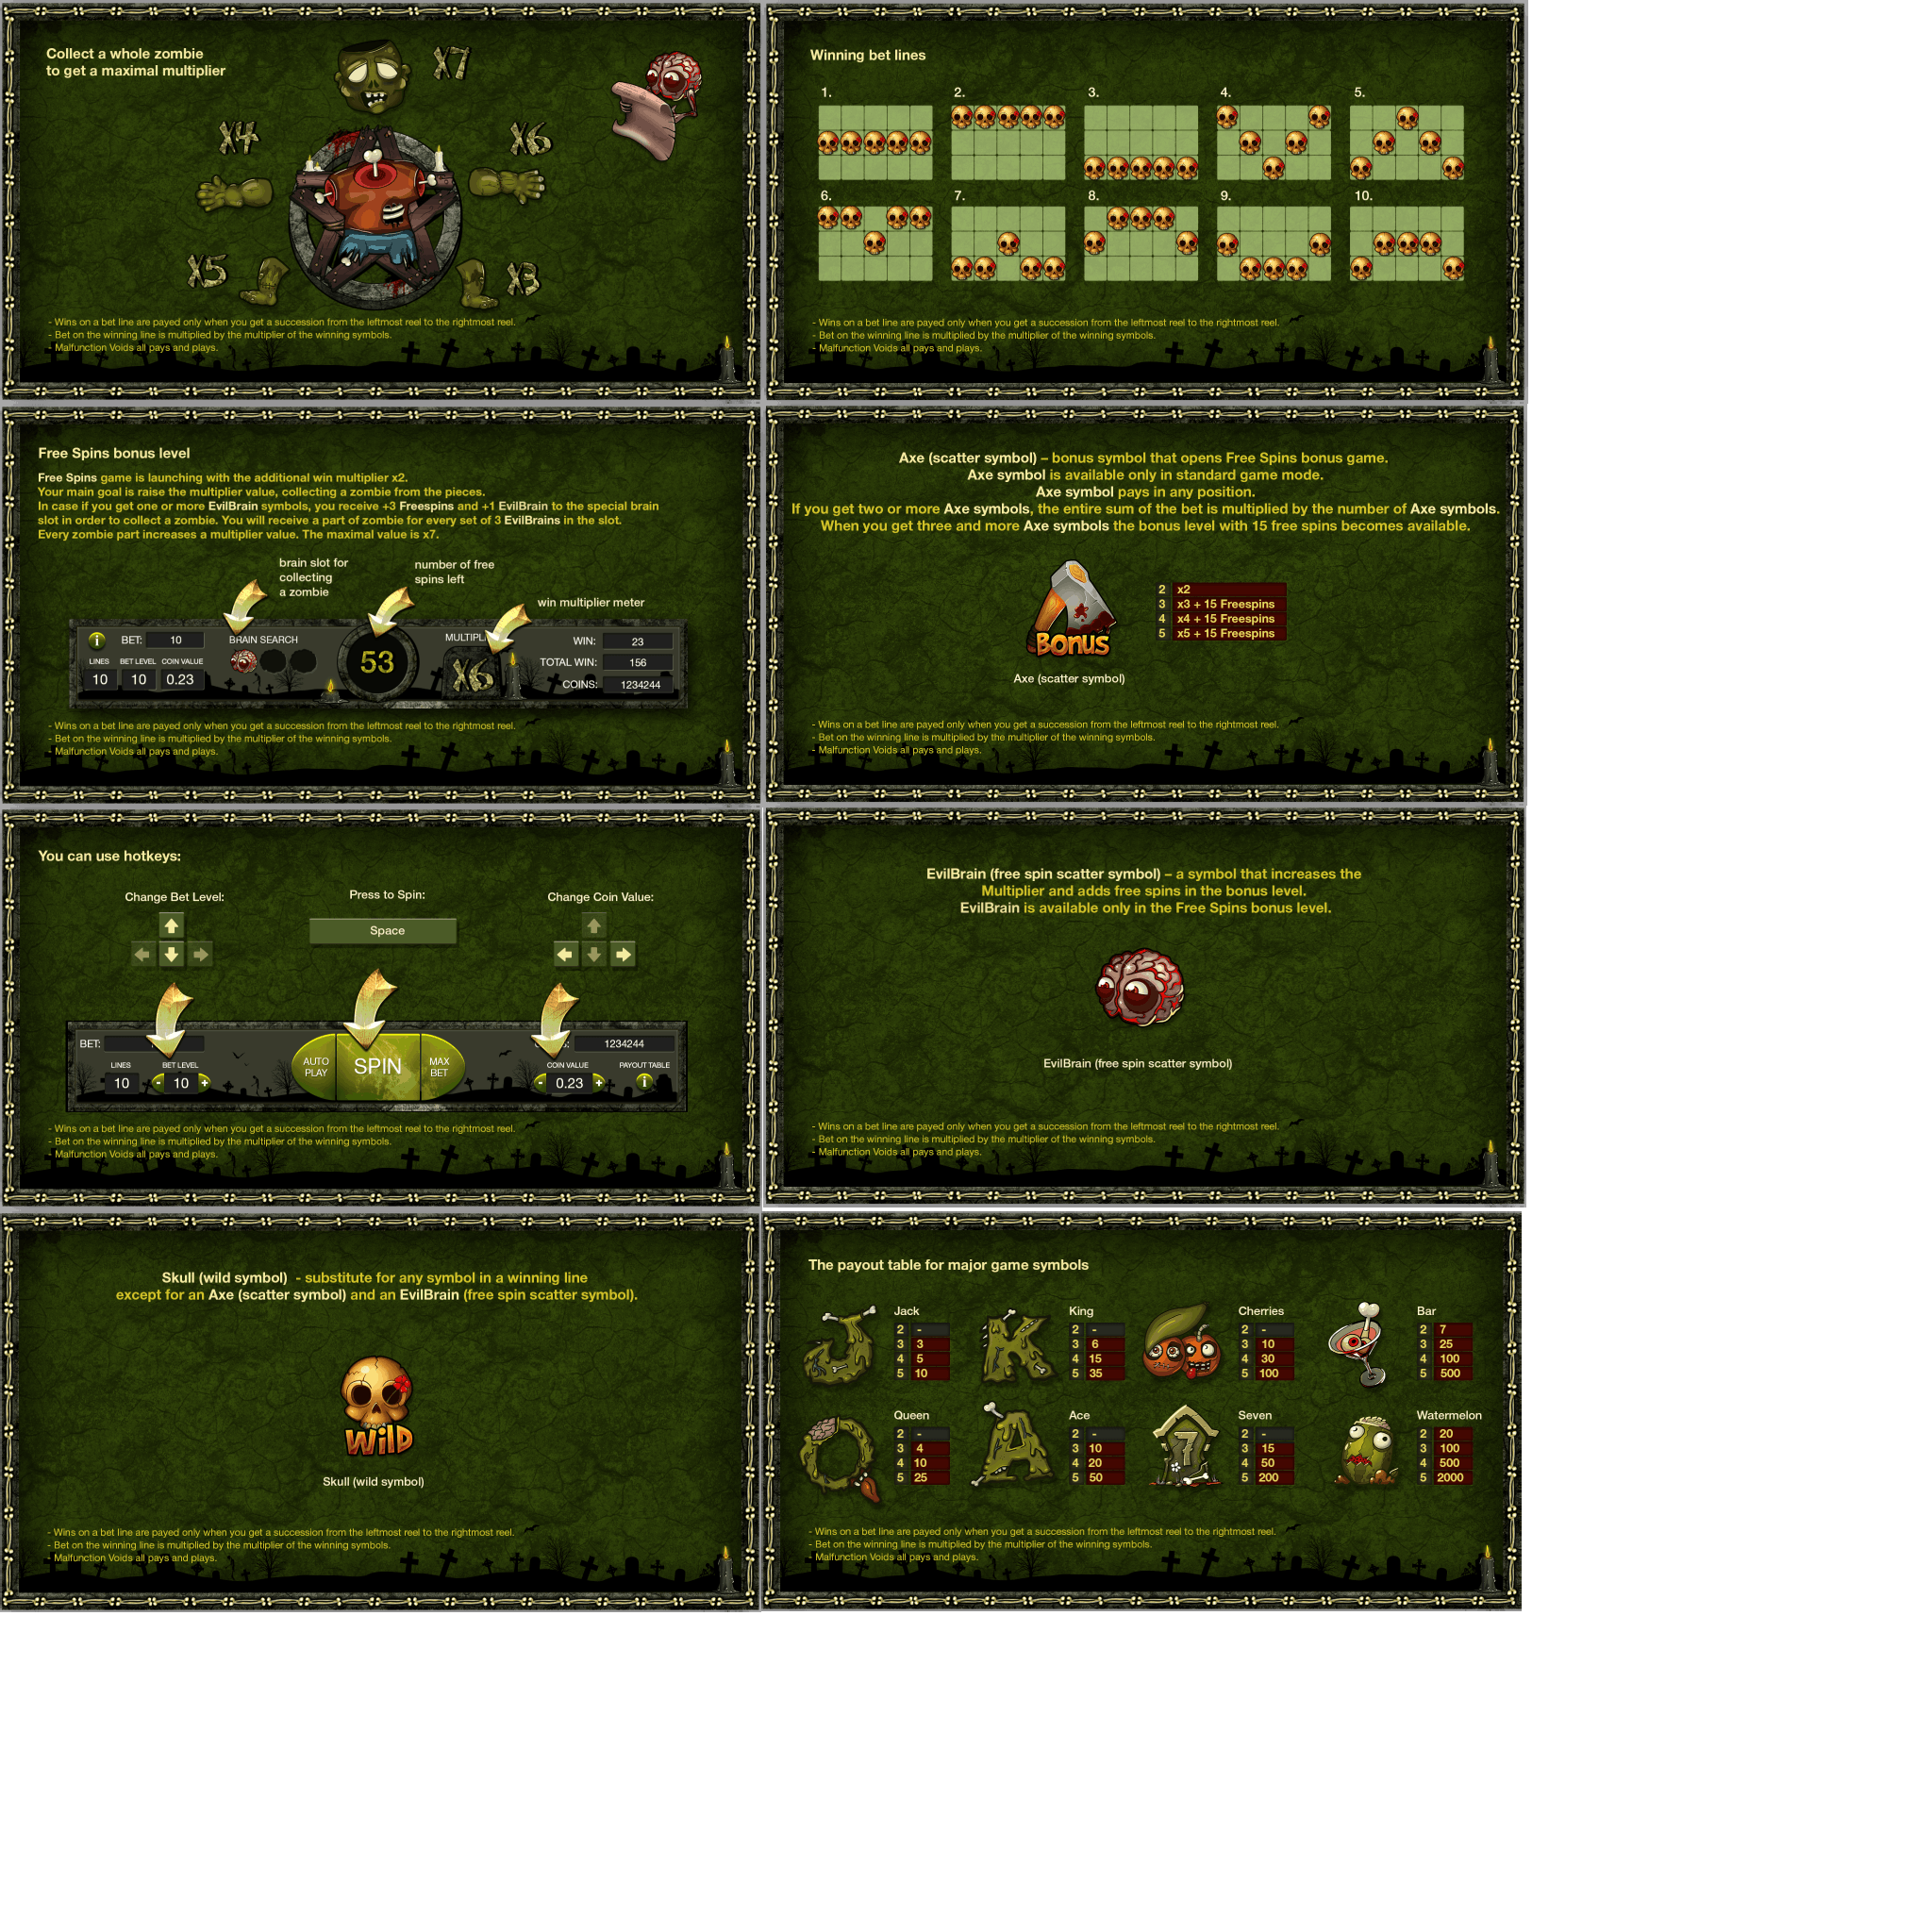 Collect a whole zombie
to get a maximal multiplier
X7
X4
X6
X5
X3
- Wins on a bet line are payed only when you get a succession from the leftmost reel to the rightmost reel.
- Bet on the winning line is multiplied by the multiplier of the winning symbols.
- Malfunction Voids all pays and plays.
Winning bet lines
1. 2. 3. 4. 5.
6. 7. 8. 9. 10.
- Wins on a bet line are payed only when you get a succession from the leftmost reel to the rightmost reel.
- Bet on the winning line is multiplied by the multiplier of the winning symbols.
- Malfunction Voids all pays and plays.
Free Spins bonus level
Free Spins game is launching with the additional win multiplier x2.
Your main goal is raise the multiplier value, collecting a zombie from the pieces.
In case if you get one or more EvilBrain symbols, you receive +3 Freespins and +1 EvilBrain to the special brain
slot in order to collect a zombie. You will receive a part of zombie for every set of 3 EvilBrains in the slot.
Every zombie part increases a multiplier value. The maximal value is x7.
brain slot for
collecting
a zombie
number of free
spins left
win multiplier meter
i BET: 10
LINES BET LEVEL COIN VALUE
10 10 0.23
BRAIN SEARCH
53
X6
WIN: 23
TOTAL WIN: 156
COINS: 1234244
- Wins on a bet line are payed only when you get a succession from the leftmost reel to the rightmost reel.
- Bet on the winning line is multiplied by the multiplier of the winning symbols.
- Malfunction Voids all pays and plays.
Axe (scatter symbol) – bonus symbol that opens Free Spins bonus game.
Axe symbol is available only in standard game mode.
Axe symbol pays in any position.
If you get two or more Axe symbols, the entire sum of the bet is multiplied by the number of Axe symbols.
When you get three and more Axe symbols the bonus level with 15 free spins becomes available.
BONUS
2 x2
3 x3 + 15 Freespins
4 x4 + 15 Freespins
5 x5 + 15 Freespins
Axe (scatter symbol)
- Wins on a bet line are payed only when you get a succession from the leftmost reel to the rightmost reel.
- Bet on the winning line is multiplied by the multiplier of the winning symbols.
- Malfunction Voids all pays and plays.
You can use hotkeys:
Change Bet Level:
Press to Spin:
Change Coin Value:
Space
BET:
LINES BET LEVEL
10 - 10 +
AUTO
PLAY
SPIN
MAX
BET
1234244
COIN VALUE PAYOUT TABLE
- 0.23 + i
- Wins on a bet line are payed only when you get a succession from the leftmost reel to the rightmost reel.
- Bet on the winning line is multiplied by the multiplier of the winning symbols.
- Malfunction Voids all pays and plays.
EvilBrain (free spin scatter symbol) – a symbol that increases the
Multiplier and adds free spins in the bonus level.
EvilBrain is available only in the Free Spins bonus level.
EvilBrain (free spin scatter symbol)
- Wins on a bet line are payed only when you get a succession from the leftmost reel to the rightmost reel.
- Bet on the winning line is multiplied by the multiplier of the winning symbols.
- Malfunction Voids all pays and plays.
Skull (wild symbol) - substitute for any symbol in a winning line
except for an Axe (scatter symbol) and an EvilBrain (free spin scatter symbol).
WilD
Skull (wild symbol)
- Wins on a bet line are payed only when you get a succession from the leftmost reel to the rightmost reel.
- Bet on the winning line is multiplied by the multiplier of the winning symbols.
- Malfunction Voids all pays and plays.
The payout table for major game symbols
J
Jack
2 -
3 3
4 5
5 10
K
King
2 -
3 6
4 15
5 35
Cherries
2 -
3 10
4 30
5 100
Bar
2 7
3 25
4 100
5 500
Q
Queen
2 -
3 4
4 10
5 25
A
Ace
2 -
3 10
4 20
5 50
7
Seven
2 -
3 15
4 50
5 200
Watermelon
2 20
3 100
4 500
5 2000
- Wins on a bet line are payed only when you get a succession from the leftmost reel to the rightmost reel.
- Bet on the winning line is multiplied by the multiplier of the winning symbols.
- Malfunction Voids all pays and plays.